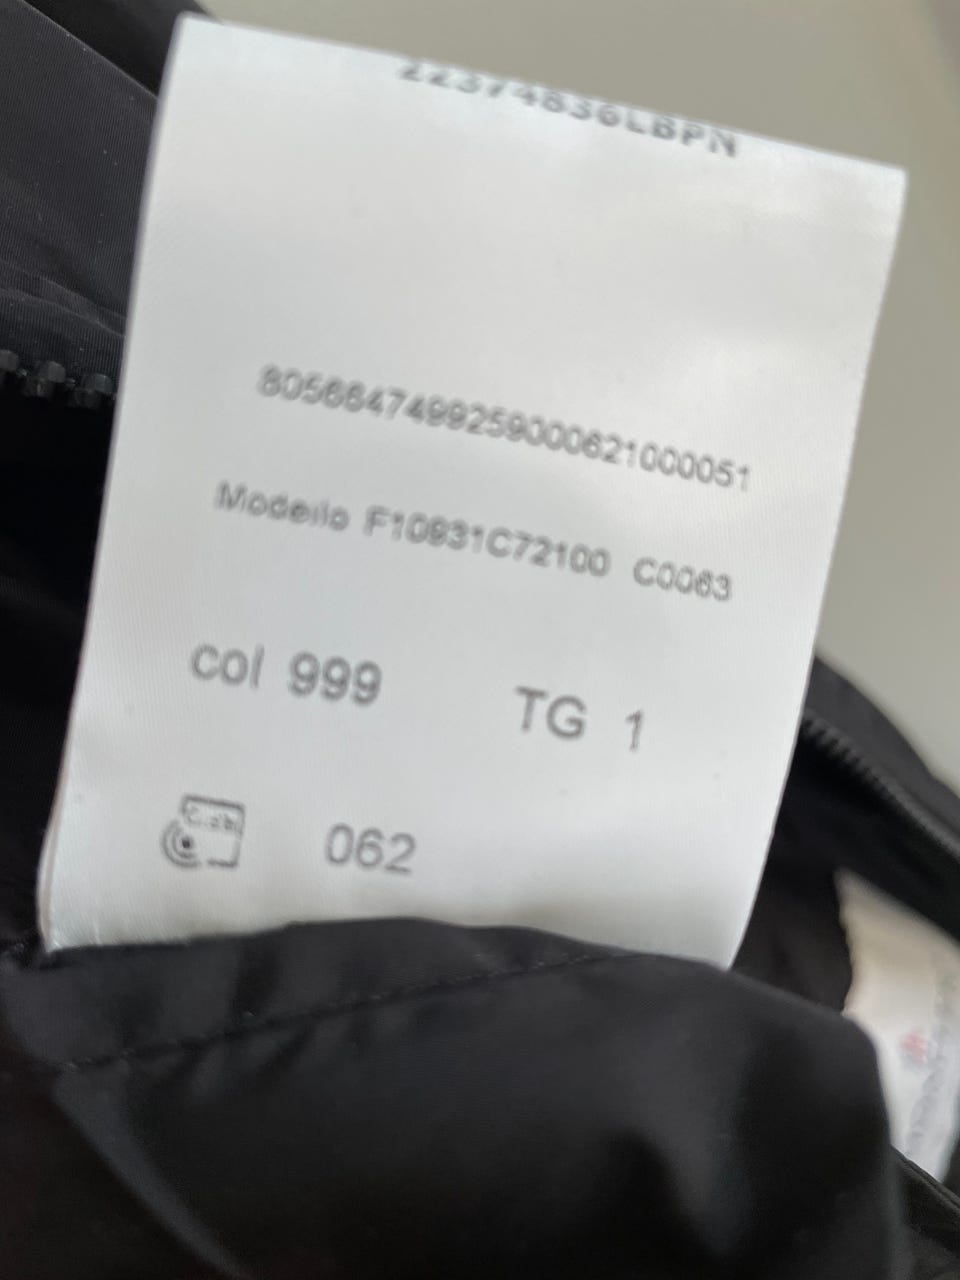 22374836LBPN
8056647499259000621000051
Modello F10931C72100 C0063
col 999 TG 1
062